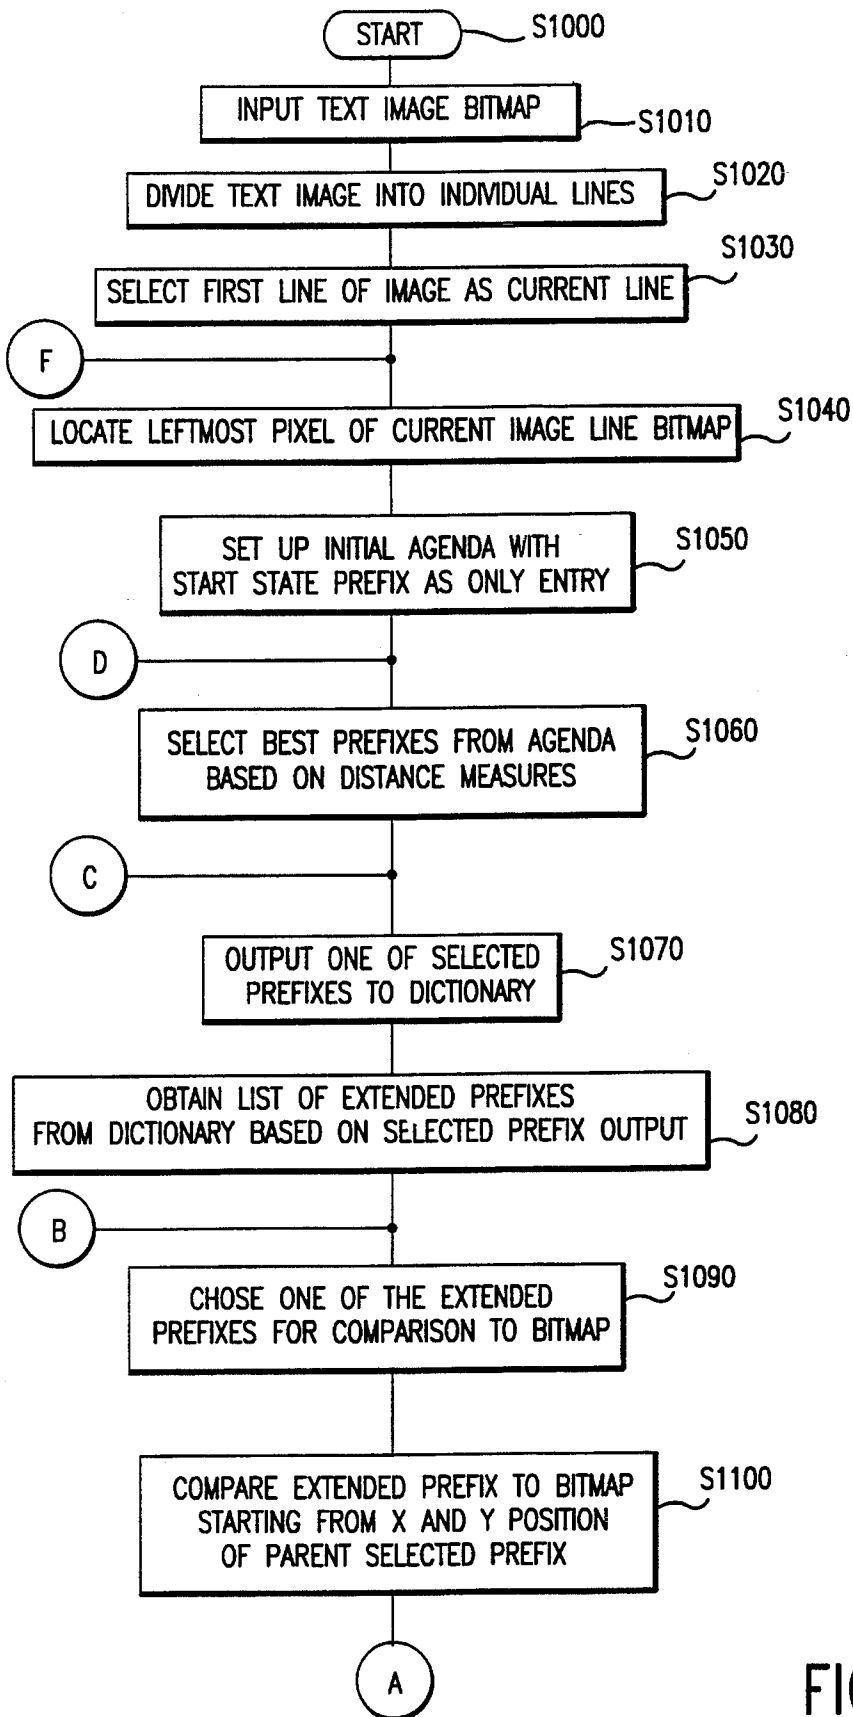 START
S1000
INPUT TEXT IMAGE BITMAP
S1010
DIVIDE TEXT IMAGE INTO INDIVIDUAL LINES
S1020
SELECT FIRST LINE OF IMAGE AS CURRENT LINE
S1030
F
LOCATE LEFTMOST PIXEL OF CURRENT IMAGE LINE BITMAP
S1040
SET UP INITIAL AGENDA WITH
START STATE PREFIX AS ONLY ENTRY
S1050
D
SELECT BEST PREFIXES FROM AGENDA
BASED ON DISTANCE MEASURES
S1060
C
OUTPUT ONE OF SELECTED
PREFIXES TO DICTIONARY
S1070
OBTAIN LIST OF EXTENDED PREFIXES
FROM DICTIONARY BASED ON SELECTED PREFIX OUTPUT
S1080
B
CHOSE ONE OF THE EXTENDED
PREFIXES FOR COMPARISON TO BITMAP
S1090
COMPARE EXTENDED PREFIX TO BITMAP
STARTING FROM X AND Y POSITION
OF PARENT SELECTED PREFIX
S1100
A